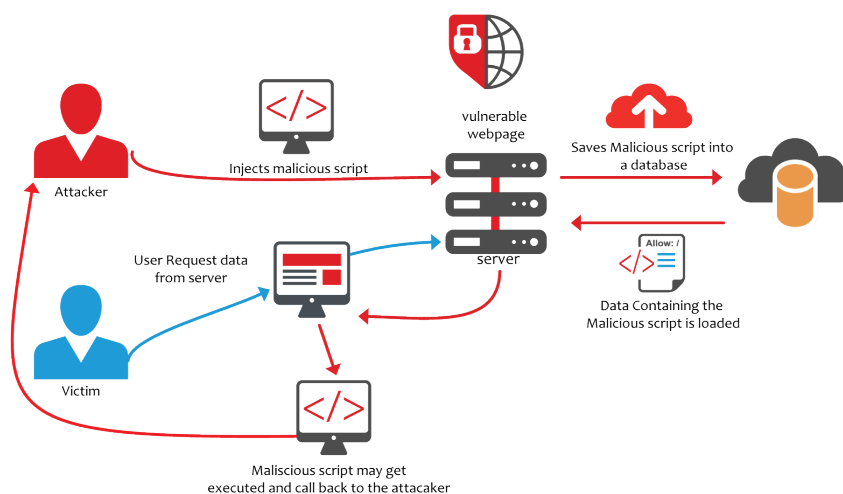 </>
Injects malicious script
vulnerable
webpage
Saves Malicious script into
a database
Attacker
User Request data
from server
server
Allow: /
</>
Data Containing the
Malicious script is loaded
Victim
</>
Maliscious script may get
executed and call back to the attacaker